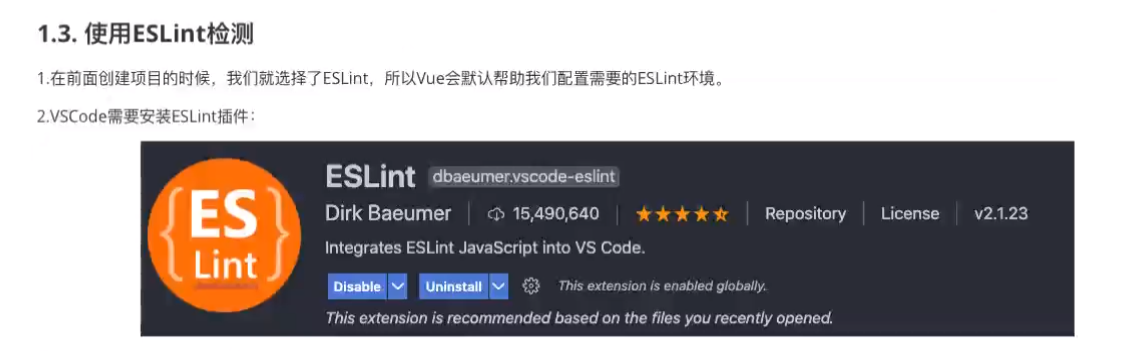 1.3. 使用ESLint检测
1.在前面创建项目的时候，我们就选择了ESLint，所以Vue会默认帮助我们配置需要的ESLint环境。
2.VSCode需要安装ESLint插件：
{ES Lint}
ESLint dbaeumer.vscode-eslint
Dirk Baeumer 15,490,640 Repository License v2.1.23
Integrates ESLint JavaScript into VS Code.
Disable Uninstall This extension is enabled globally.
This extension is recommended based on the files you recently opened.